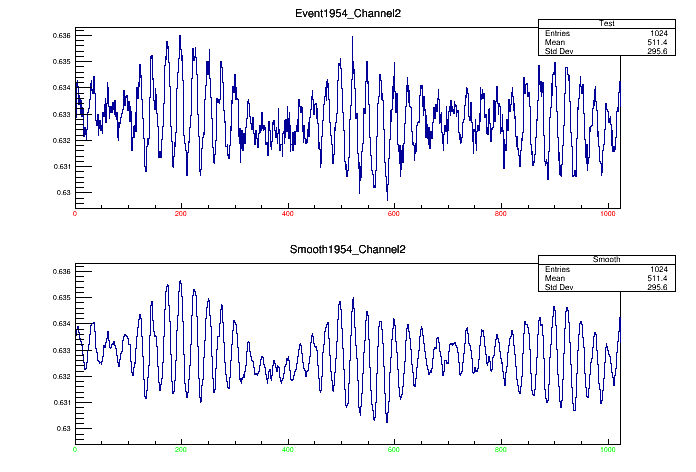 Event1954_Channel2
Test
Entries 1024
Mean 511.4
Std Dev 295.6
0.636
0.635
0.634
0.633
0.632
0.631
0.63
0 200 400 600 800 1000
Smooth1954_Channel2
Smooth
Entries 1024
Mean 511.4
Std Dev 295.6
0.636
0.635
0.634
0.633
0.632
0.631
0.63
0 200 400 600 800 1000